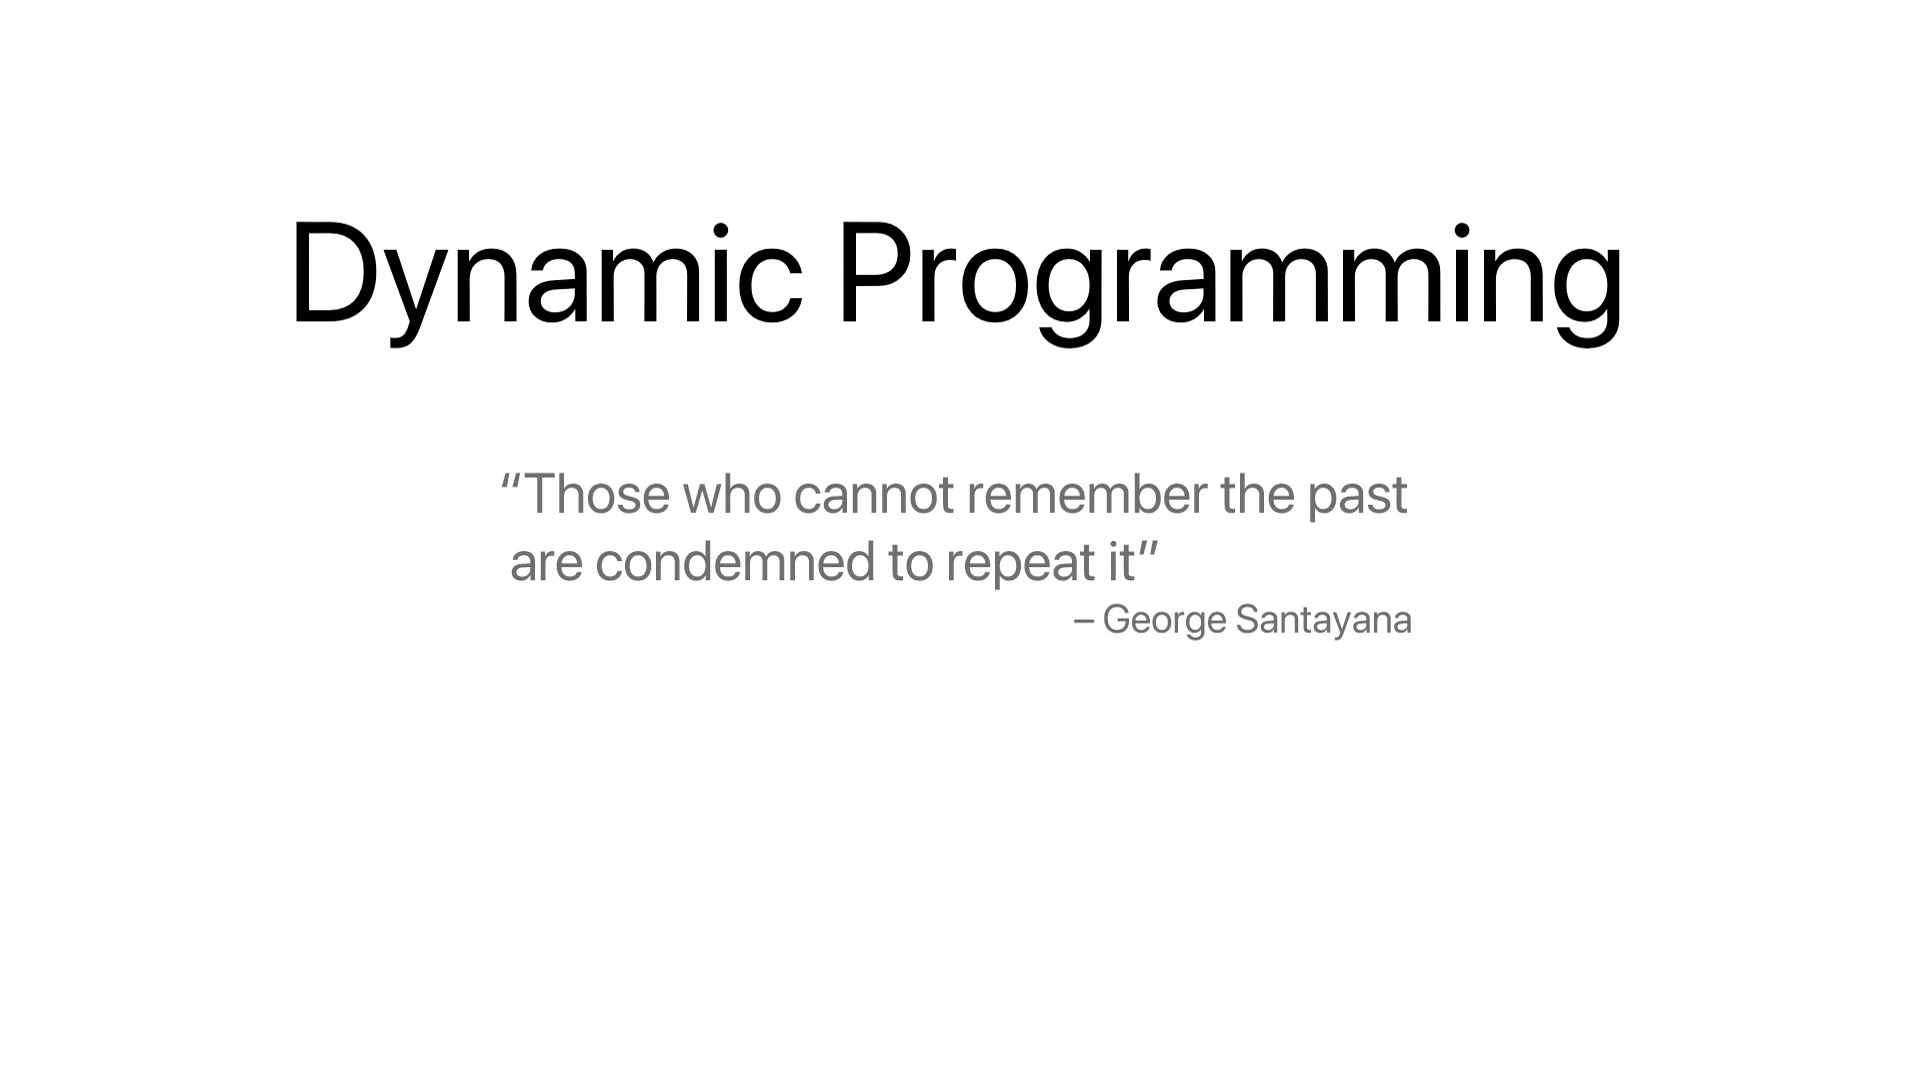 Dynamic Programming
“Those who cannot remember the past
are condemned to repeat it”
– George Santayana